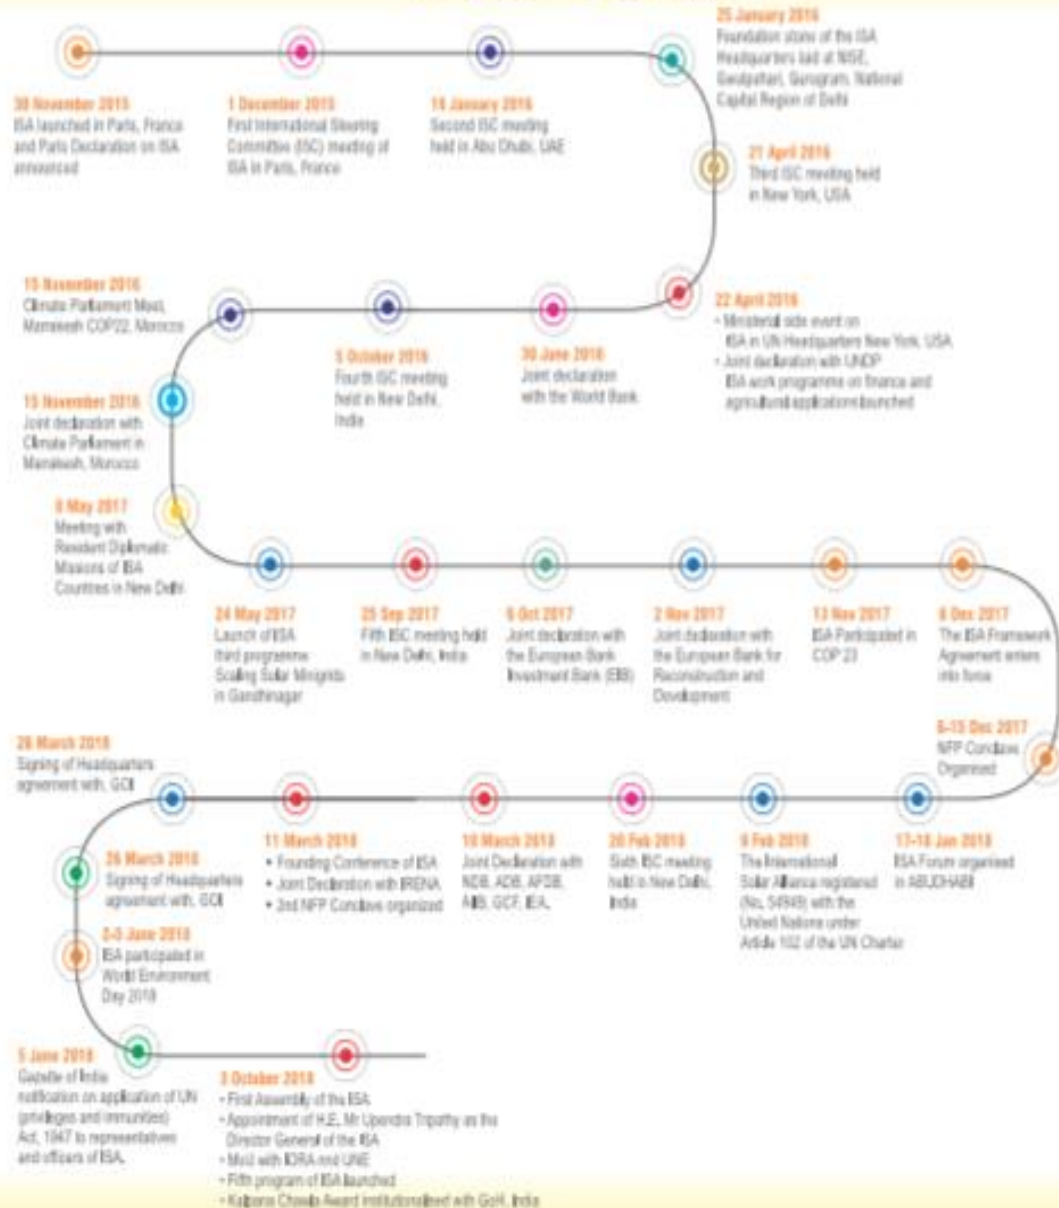 30 November 2015
ISA launched in Paris, France
and Paris Declaration on ISA
announced
1 December 2015
First International Steering
Committee (ISC) meeting of
ISA in Paris, France
18 January 2016
Second ISC meeting
held in Abu Dhabi, UAE
25 January 2016
Foundation stone of the ISA
Headquarters laid at NISE,
Gwalpahari, Gurugram, National
Capital Region of Delhi
21 April 2016
Third ISC meeting held
in New York, USA
22 April 2016
• Ministerial side event on
ISA in UN Headquarters New York, USA
• Joint declaration with UNDP
ISA work programme on finance and
agricultural applications launched
30 June 2016
Joint declaration
with the World Bank
5 October 2016
Fourth ISC meeting
held in New Delhi,
India
15 November 2016
Climate Parliament Meet,
Marrakesh COP22, Morocco
15 November 2016
Joint declaration with
Climate Parliament in
Marrakesh, Morocco
May 2017
Meeting with
Resident Diplomatic
Missions of ISA
Countries in New Delhi
24 May 2017
Launch of ISA
third programme
Scaling Solar Minigrids
in Gandhinagar
25 Sep 2017
Fifth ISC meeting held
in New Delhi, India
6 Oct 2017
Joint declaration with
the European Bank
Investment Bank (EIB)
2 Nov 2017
Joint declaration with
the European Bank for
Reconstruction and
Development
13 Nov 2017
ISA Participated in
COP 23
6 Dec 2017
The ISA Framework
Agreement enters
into force
6-15 Dec 2017
NFP Conclave
Organised
17-18 Jan 2018
ISA Forum organised
in ABUDHABI
9 Feb 2018
The International
Solar Alliance registered
(No. 54949) with the
United Nations under
Article 102 of the UN Charter
20 Feb 2018
Sixth ISC meeting
held in New Delhi,
India
10 March 2018
Joint Declaration with
NDB, ADB, AFDB,
AIIB, GCF, IEA,
11 March 2018
• Founding Conference of ISA
• Joint Declaration with IRENA
• 2nd NFP Conclave organized
26 March 2018
Signing of Headquarters
agreement with, GOI
26 March 2018
Signing of Headquarters
agreement with, GOI
June 2018
ISA participated in
World Environment
Day 2018
5 June 2018
Gazette of India
notification on application of UN
(privileges and immunities)
Act, 1947 to representatives
and officers of ISA.
3 October 2018
• First Assembly of the ISA
• Appointment of H.E. Mr Upendra Tripathy as the
Director General of the ISA
• MoU with IORA and UNE
• Fifth program of ISA launched
• Kalpana Chawla Award institutionalised with GoH, India